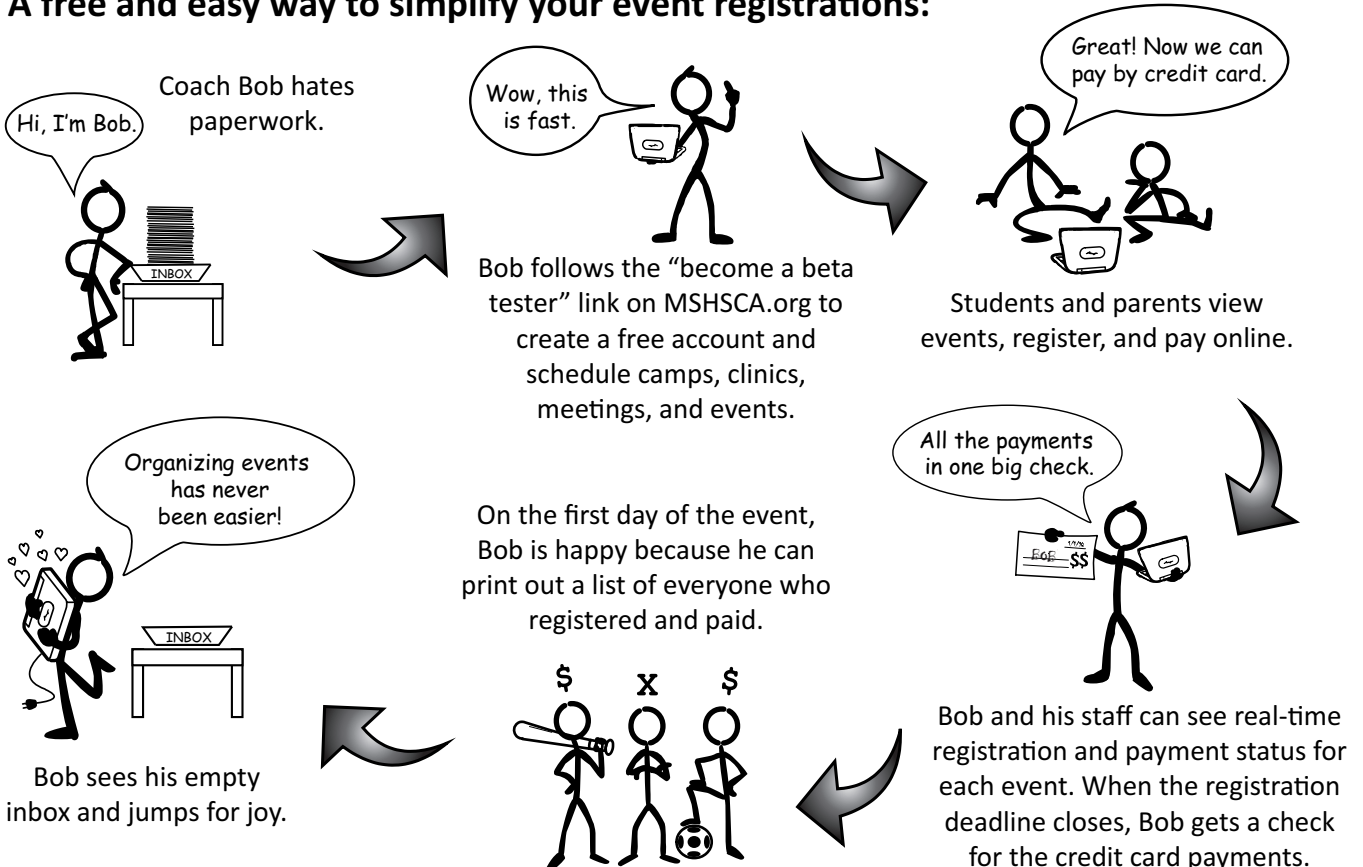 A free and easy way to simplify your event registrations:
Coach Bob hates
paperwork.
Hi, I'm Bob.
INBOX
Wow, this
is fast.
Bob follows the “become a beta
tester” link on MSHSCA.org to
create a free account and
schedule camps, clinics,
meetings, and events.
Great! Now we can
pay by credit card.
Students and parents view
events, register, and pay online.
All the payments
in one big check.
BOB
$$
Bob and his staff can see real-time
registration and payment status for
each event. When the registration
deadline closes, Bob gets a check
for the credit card payments.
On the first day of the event,
Bob is happy because he can
print out a list of everyone who
registered and paid.
$ X $
Organizing events
has never
been easier!
INBOX
Bob sees his empty
inbox and jumps for joy.